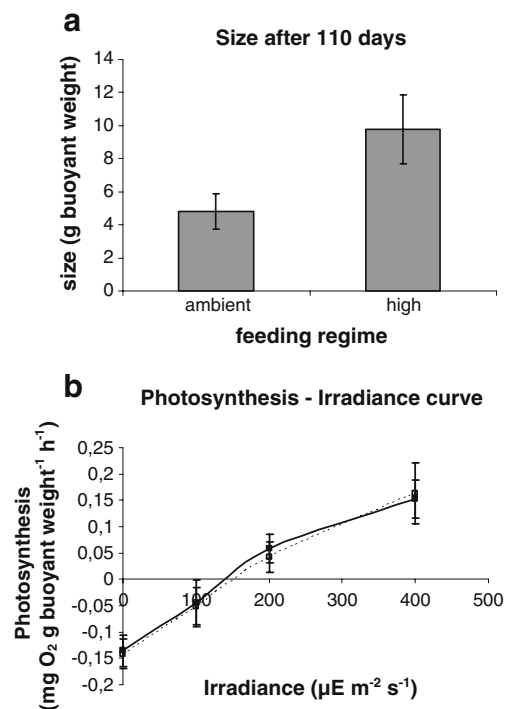 a
Size after 110 days
size (g buoyant weight)
14
12
10
8
6
4
2
0
ambient
high
feeding regime
b
Photosynthesis - Irradiance curve
Photosynthesis
(mg O₂ g buoyant weight⁻¹ h⁻¹)
0,25
0,2
0,15
0,1
0,05
0
-0,05
-0,1
-0,15
-0,2
0
100
200
300
400
500
Irradiance (µE m⁻² s⁻¹)